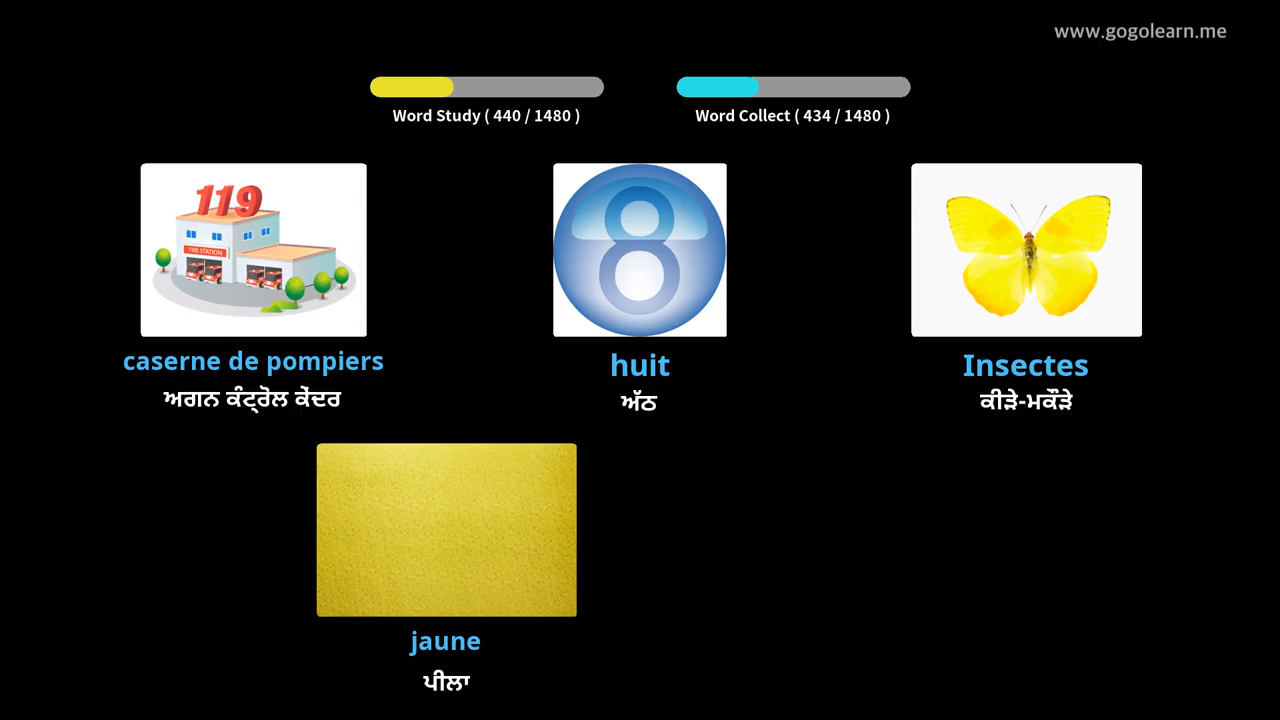 www.gogolearn.me
Word Study ( 440 / 1480 )
Word Collect ( 434 / 1480 )
119
FIRE STATION
8
caserne de pompiers
huit
Insectes
ਅਗਨ ਕੰਟ੍ਰੋਲ ਕੇਂਦਰ
ਅੱਠ
ਕੀੜੇ-ਮਕੌੜੇ
jaune
ਪੀਲਾ